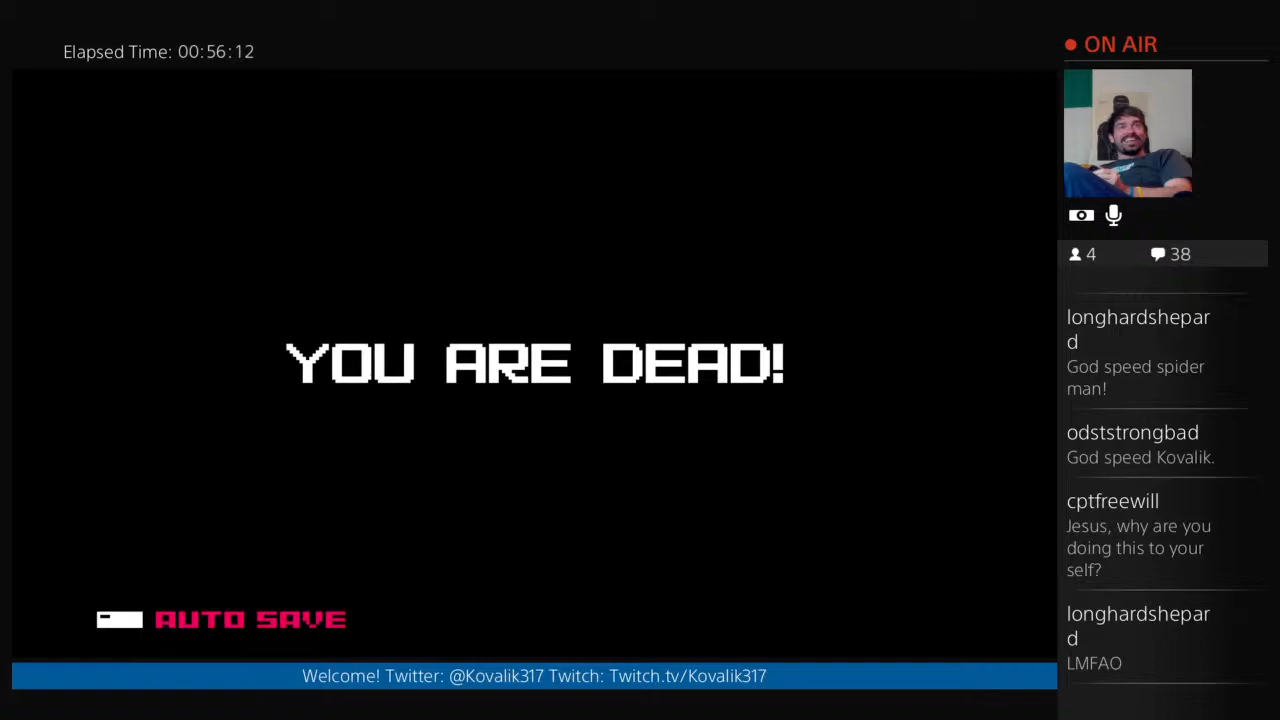 Elapsed Time: 00:56:12
ON AIR
4 38
YOU ARE DEAD!
longhardshepar
d
God speed spider
man!
odststrongbad
God speed Kovalik.
cptfreewill
Jesus, why are you
doing this to your
self?
longhardshepar
d
LMFAO
AUTO SAVE
Welcome! Twitter: @Kovalik317 Twitch: Twitch.tv/Kovalik317